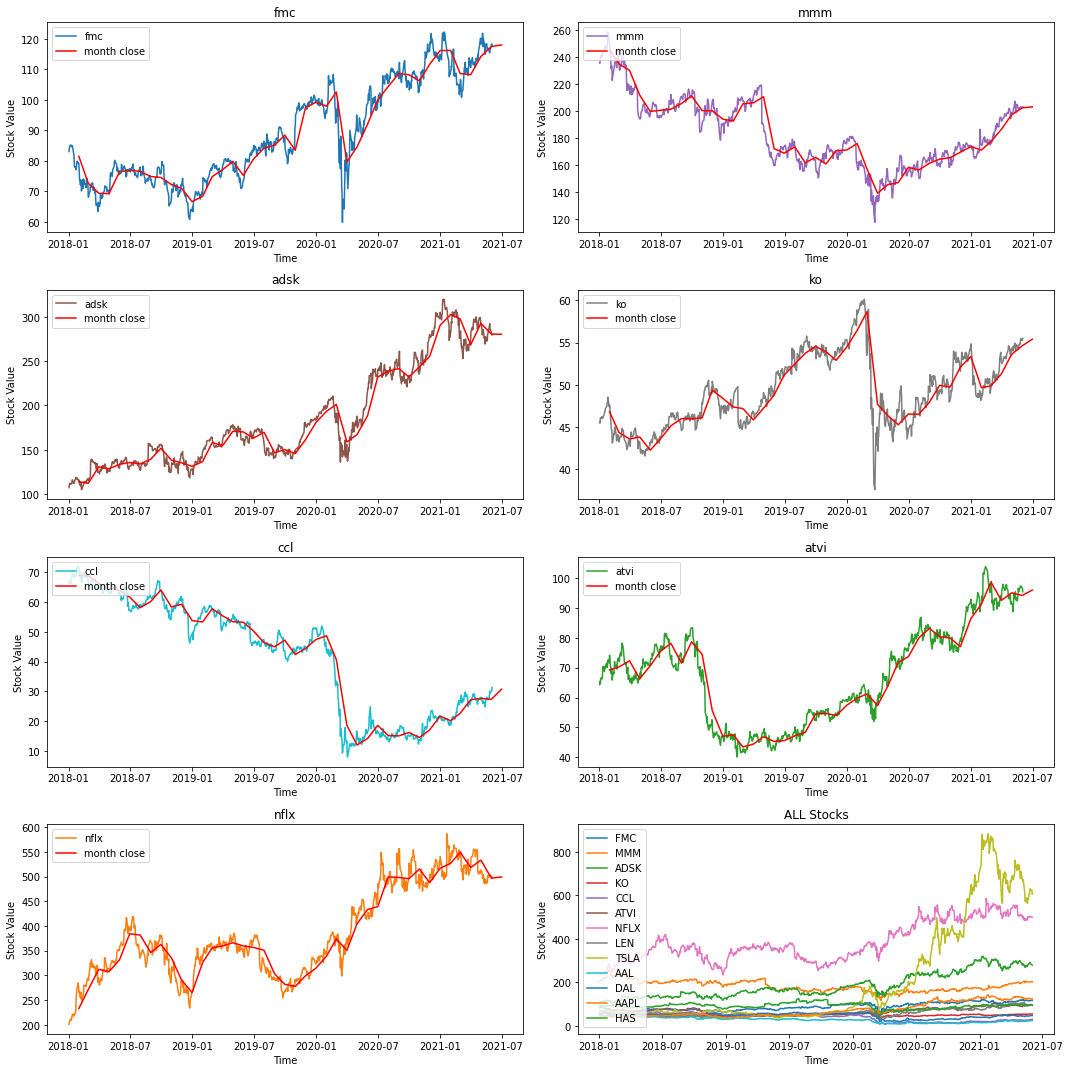 fmc
fmc
month close
Stock Value
120
110
100
90
80
70
60
2018-01 2018-07 2019-01 2019-07 2020-01 2020-07 2021-01 2021-07
Time
mmm
mmm
month close
Stock Value
260
240
220
200
180
160
140
120
2018-01 2018-07 2019-01 2019-07 2020-01 2020-07 2021-01 2021-07
Time
adsk
adsk
month close
Stock Value
300
250
200
150
100
2018-01 2018-07 2019-01 2019-07 2020-01 2020-07 2021-01 2021-07
Time
ko
ko
month close
Stock Value
60
55
50
45
40
2018-01 2018-07 2019-01 2019-07 2020-01 2020-07 2021-01 2021-07
Time
ccl
ccl
month close
Stock Value
70
60
50
40
30
20
10
2018-01 2018-07 2019-01 2019-07 2020-01 2020-07 2021-01 2021-07
Time
atvi
atvi
month close
Stock Value
100
90
80
70
60
50
40
2018-01 2018-07 2019-01 2019-07 2020-01 2020-07 2021-01 2021-07
Time
nflx
nflx
month close
Stock Value
600
550
500
450
400
350
300
250
200
2018-01 2018-07 2019-01 2019-07 2020-01 2020-07 2021-01 2021-07
Time
ALL Stocks
FMC
MMM
ADSK
KO
CCL
ATVI
NFLX
LEN
TSLA
AAL
DAL
AAPL
HAS
Stock Value
800
600
400
200
0
2018-01 2018-07 2019-01 2019-07 2020-01 2020-07 2021-01 2021-07
Time